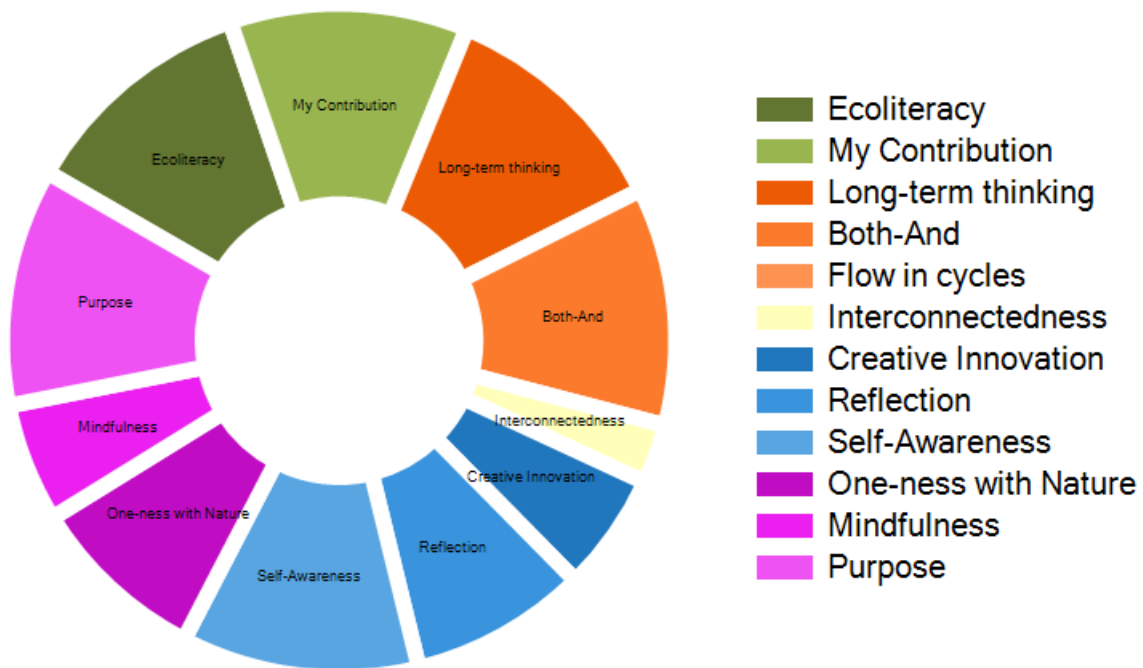 My Contribution
Ecoliteracy
Long-term thinking
Purpose
Both-And
Mindfulness
Interconnectedness
Creative Innovation
One-ness with Nature
Reflection
Self-Awareness
Ecoliteracy
My Contribution
Long-term thinking
Both-And
Flow in cycles
Interconnectedness
Creative Innovation
Reflection
Self-Awareness
One-ness with Nature
Mindfulness
Purpose